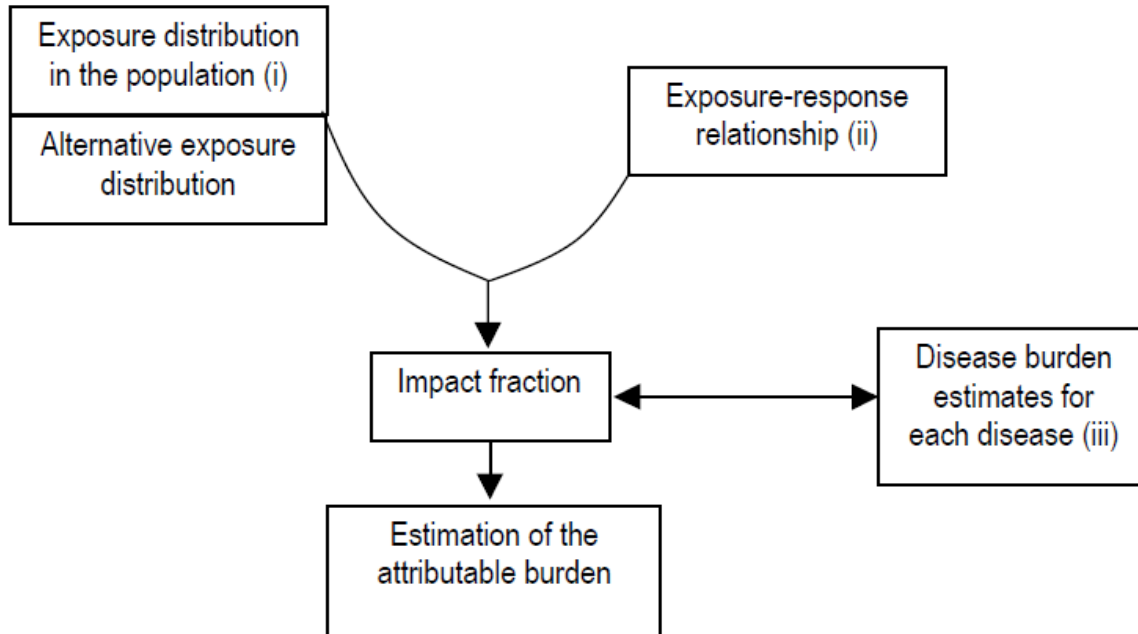 Exposure distribution
in the population (i)
Alternative exposure
distribution
Exposure-response
relationship (ii)
Impact fraction
Disease burden
estimates for
each disease (iii)
Estimation of the
attributable burden